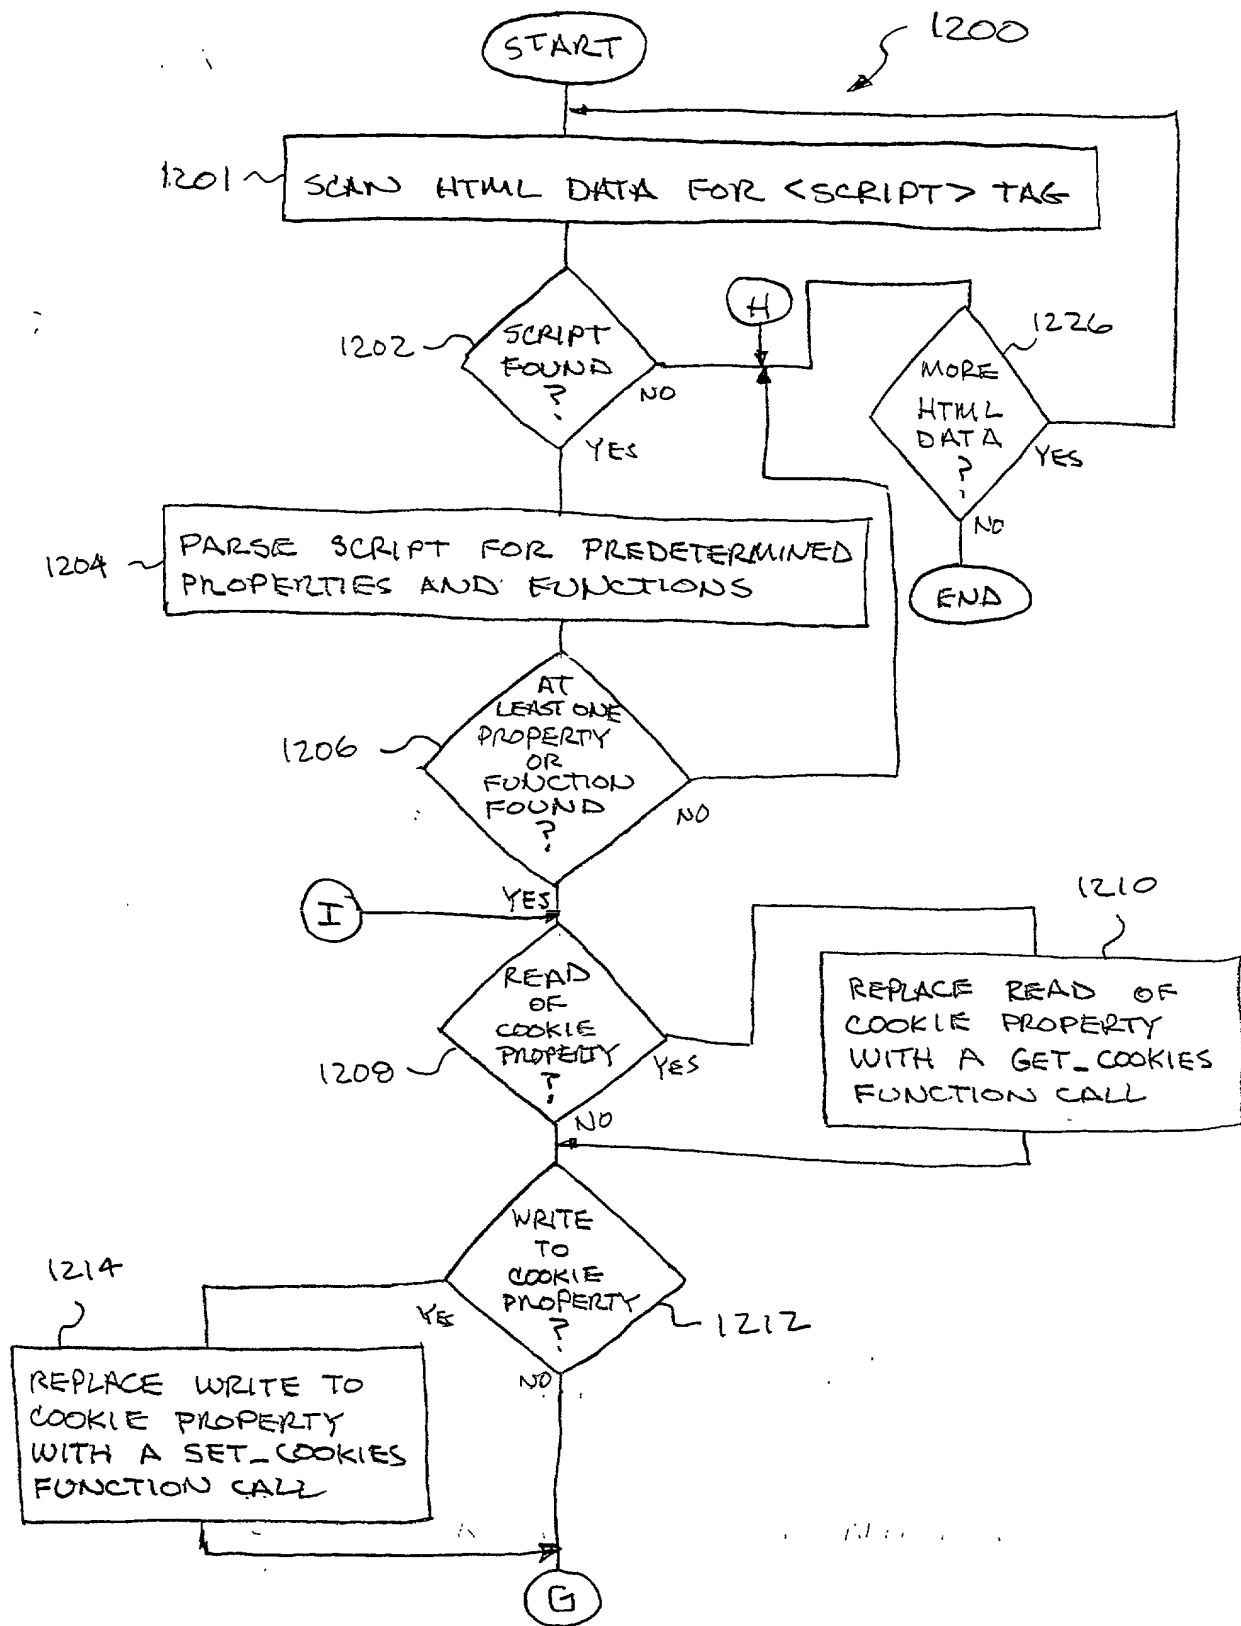 START
1200
1201
SCAN HTML DATA FOR <SCRIPT> TAG
H
1202
SCRIPT
FOUND
?
NO
YES
1226
MORE
HTML
DATA
?
YES
NO
END
1204
PARSE SCRIPT FOR PREDETERMINED
PROPERTIES AND FUNCTIONS
1206
AT
LEAST ONE
PROPERTY
OR
FUNCTION
FOUND
?
NO
YES
I
1208
READ
OF
COOKIE
PROPERTY
?
YES
NO
1210
REPLACE READ OF
COOKIE PROPERTY
WITH A GET_COOKIES
FUNCTION CALL
WRITE
TO
COOKIE
PROPERTY
?
1212
YES
NO
1214
REPLACE WRITE TO
COOKIE PROPERTY
WITH A SET_COOKIES
FUNCTION CALL
G